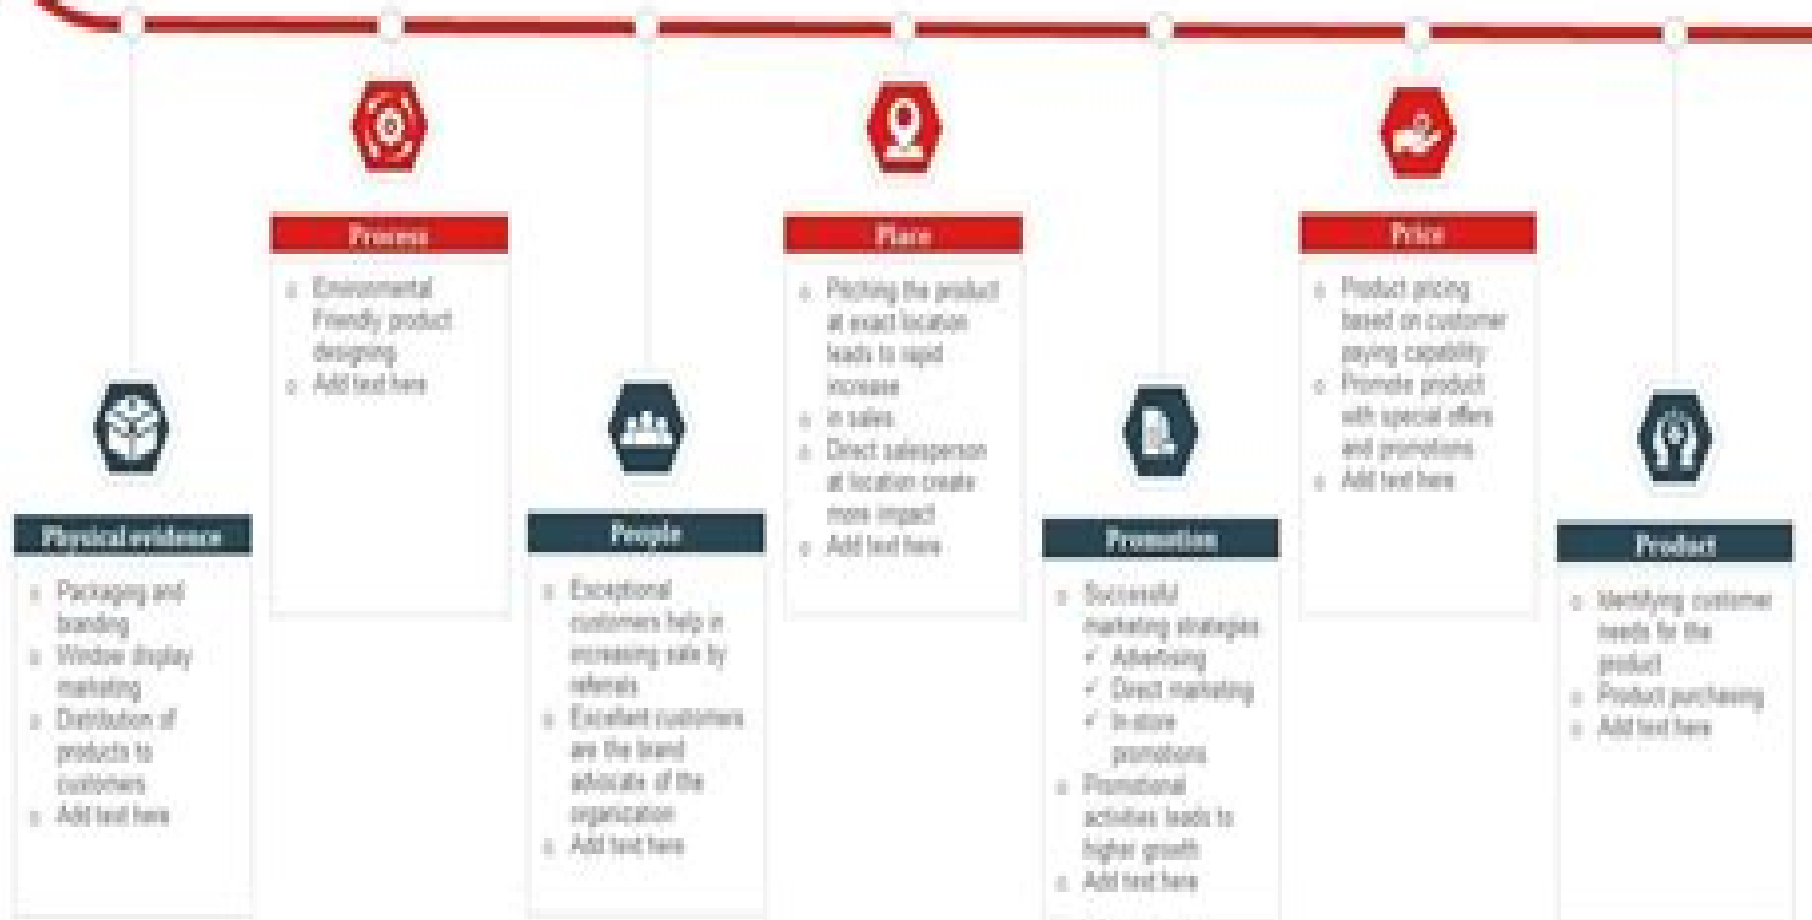 Physical evidence
Packaging and
branding
Window display
marketing
Distribution of
products to
customers
Add text here
Process
Environmental
Friendly product
designing
Add text here
People
Exceptional
customers help in
increasing sale by
referrals
Excellent customers
are the brand
advocate of the
organization
Add text here
Place
Pitching the product
at exact location
leads to rapid
increase
in sales
Direct salesperson
at location create
more impact
Add text here
Promotion
Successful
marketing strategies
Advertising
Direct marketing
In-store
promotions
Promotional
activities leads to
higher growth
Add text here
Price
Product pricing
based on customer
paying capability
Promote product
with special offers
and promotions
Add text here
Product
Identifying customer
needs for the
product
Product purchasing
Add text here